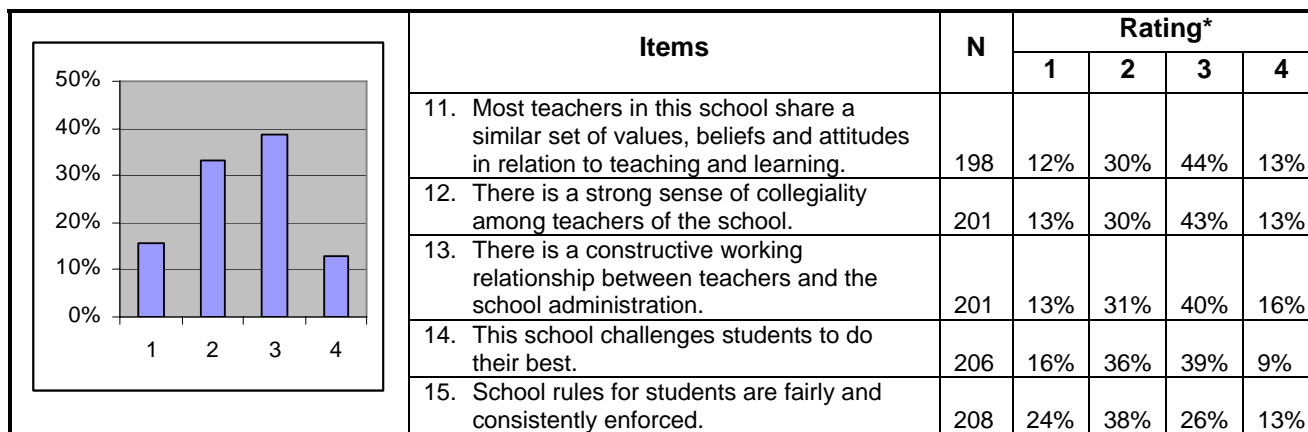 50%
40%
30%
20%
10%
0%
1 2 3 4
Items N Rating*
1 2 3 4
11. Most teachers in this school share a
similar set of values, beliefs and attitudes
in relation to teaching and learning. 198 12% 30% 44% 13%
12. There is a strong sense of collegiality
among teachers of the school. 201 13% 30% 43% 13%
13. There is a constructive working
relationship between teachers and the
school administration. 201 13% 31% 40% 16%
14. This school challenges students to do
their best. 206 16% 36% 39% 9%
15. School rules for students are fairly and
consistently enforced. 208 24% 38% 26% 13%